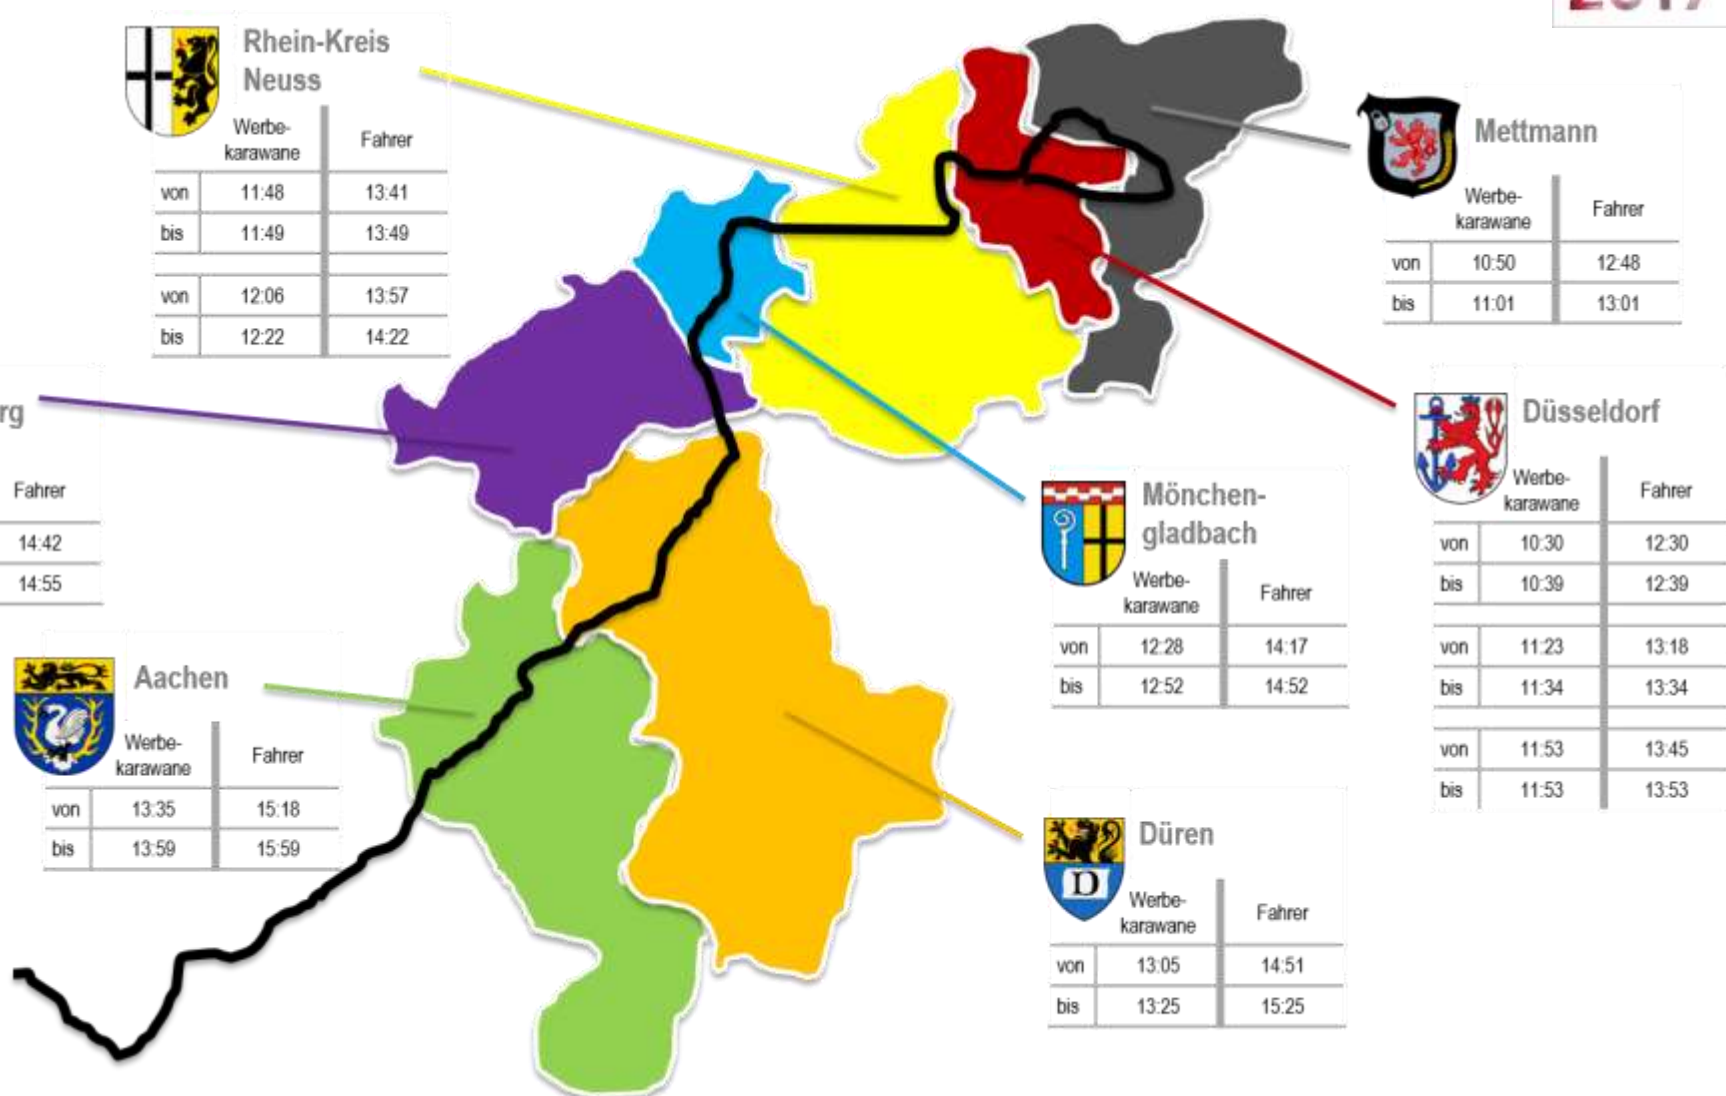 2017
Rhein-Kreis
Neuss
Werbe-
karawane
Fahrer
von 11:48 13:41
bis 11:49 13:49
von 12:06 13:57
bis 12:22 14:22
Mettmann
Werbe-
karawane
Fahrer
von 10:50 12:48
bis 11:01 13:01
rg
Fahrer
14:42
14:55
Düsseldorf
Werbe-
karawane
Fahrer
von 10:30 12:30
bis 10:39 12:39
von 11:23 13:18
bis 11:34 13:34
von 11:53 13:45
bis 11:53 13:53
Mönchen-
gladbach
Werbe-
karawane
Fahrer
von 12:28 14:17
bis 12:52 14:52
Aachen
Werbe-
karawane
Fahrer
von 13:35 15:18
bis 13:59 15:59
Düren
D
Werbe-
karawane
Fahrer
von 13:05 14:51
bis 13:25 15:25